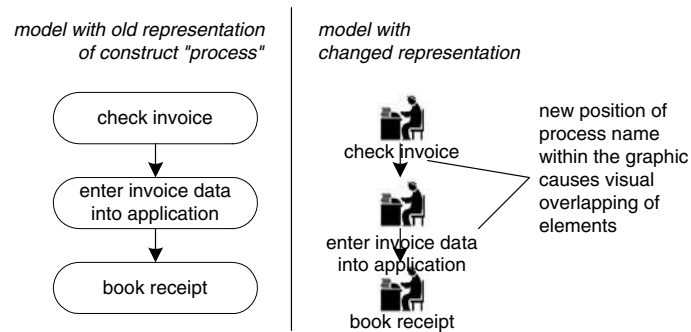 model with old representation
of construct "process"
check invoice
enter invoice data
into application
book receipt
model with
changed representation
check invoice
enter invoice data
into application
book receipt
new position of
process name
within the graphic
causes visual
overlapping of
elements